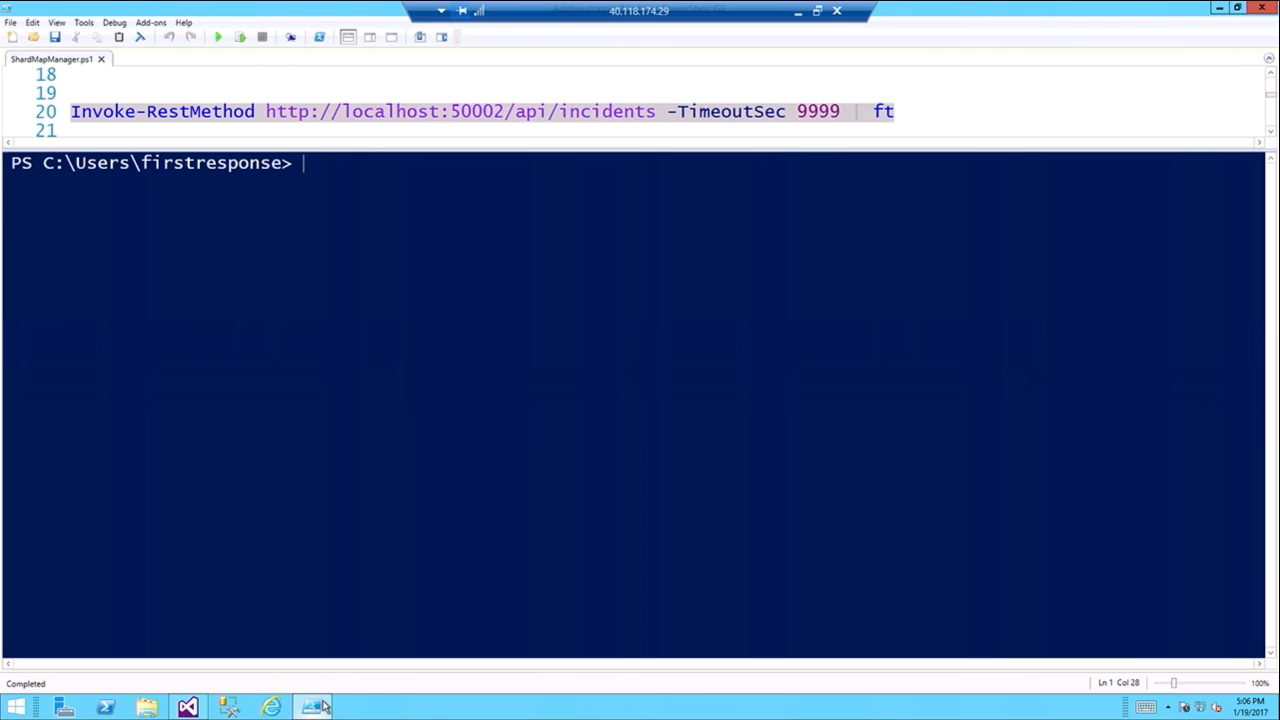 40.118.174.29
File Edit View Tools Debug Add-ons Help
ShardMapManager.ps1
18
19
20 Invoke-RestMethod http://localhost:50002/api/incidents -TimeoutSec 9999 | ft
21
PS C:\Users\firstresponse>
Completed
Ln 1 Col 28
100%
5:06 PM
1/19/2017